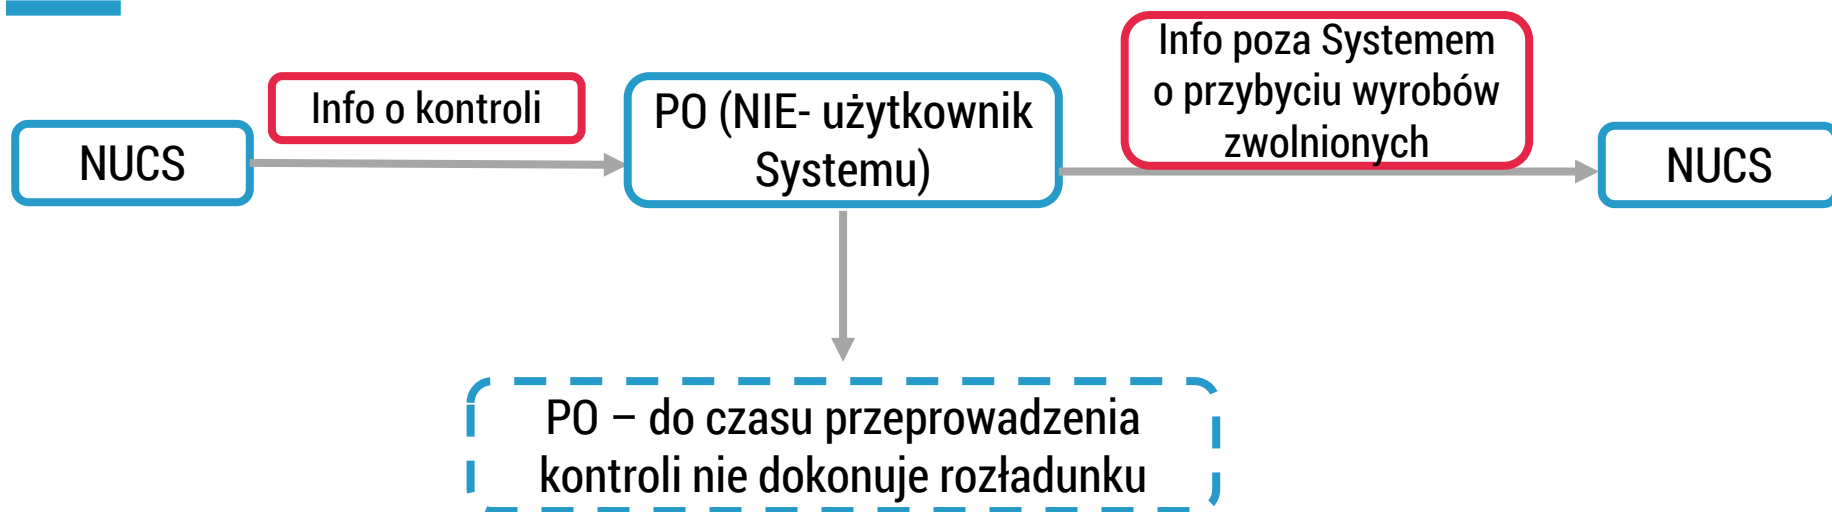 NUCS
Info o kontroli
PO (NIE- użytkownik
Systemu)
Info poza Systemem
o przybyciu wyrobów
zwolnionych
NUCS
PO – do czasu przeprowadzenia
kontroli nie dokonuje rozładunku